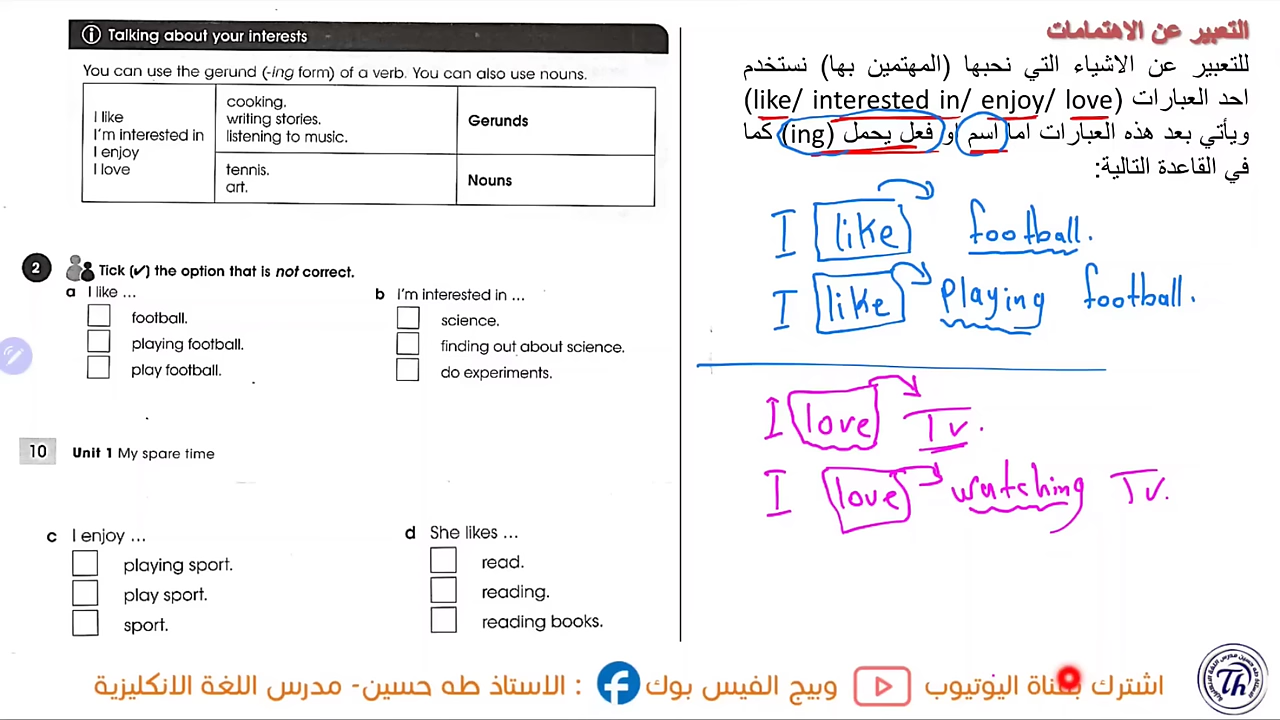 Talking about your interests
You can use the gerund (-ing form) of a verb. You can also use nouns.
I like
I'm interested in
I enjoy
I love
cooking.
writing stories.
listening to music.
Gerunds
tennis.
art.
Nouns
2 Tick (✓) the option that is not correct.
a I like ...
football.
playing football.
play football.
b I'm interested in ...
science.
finding out about science.
do experiments.
10 Unit 1 My spare time
c I enjoy ...
playing sport.
play sport.
sport.
d She likes ...
read.
reading.
reading books.
التعبير عن الاهتمامات
للتعبير عن الاشياء التي نحبها (المهتمين بها) نستخدم
احد العبارات (like/ interested in/ enjoy/ love)
ويأتي بعد هذه العبارات اما اسم او فعل يحمل (ing) كما
في القاعدة التالية:
I like football.
I like playing football.
I love Tv.
I love watching Tv.
اشترك بقناة اليوتيوب وبيج الفيس بوك : الاستاذ طه حسين- مدرس اللغة الانكليزية
Th